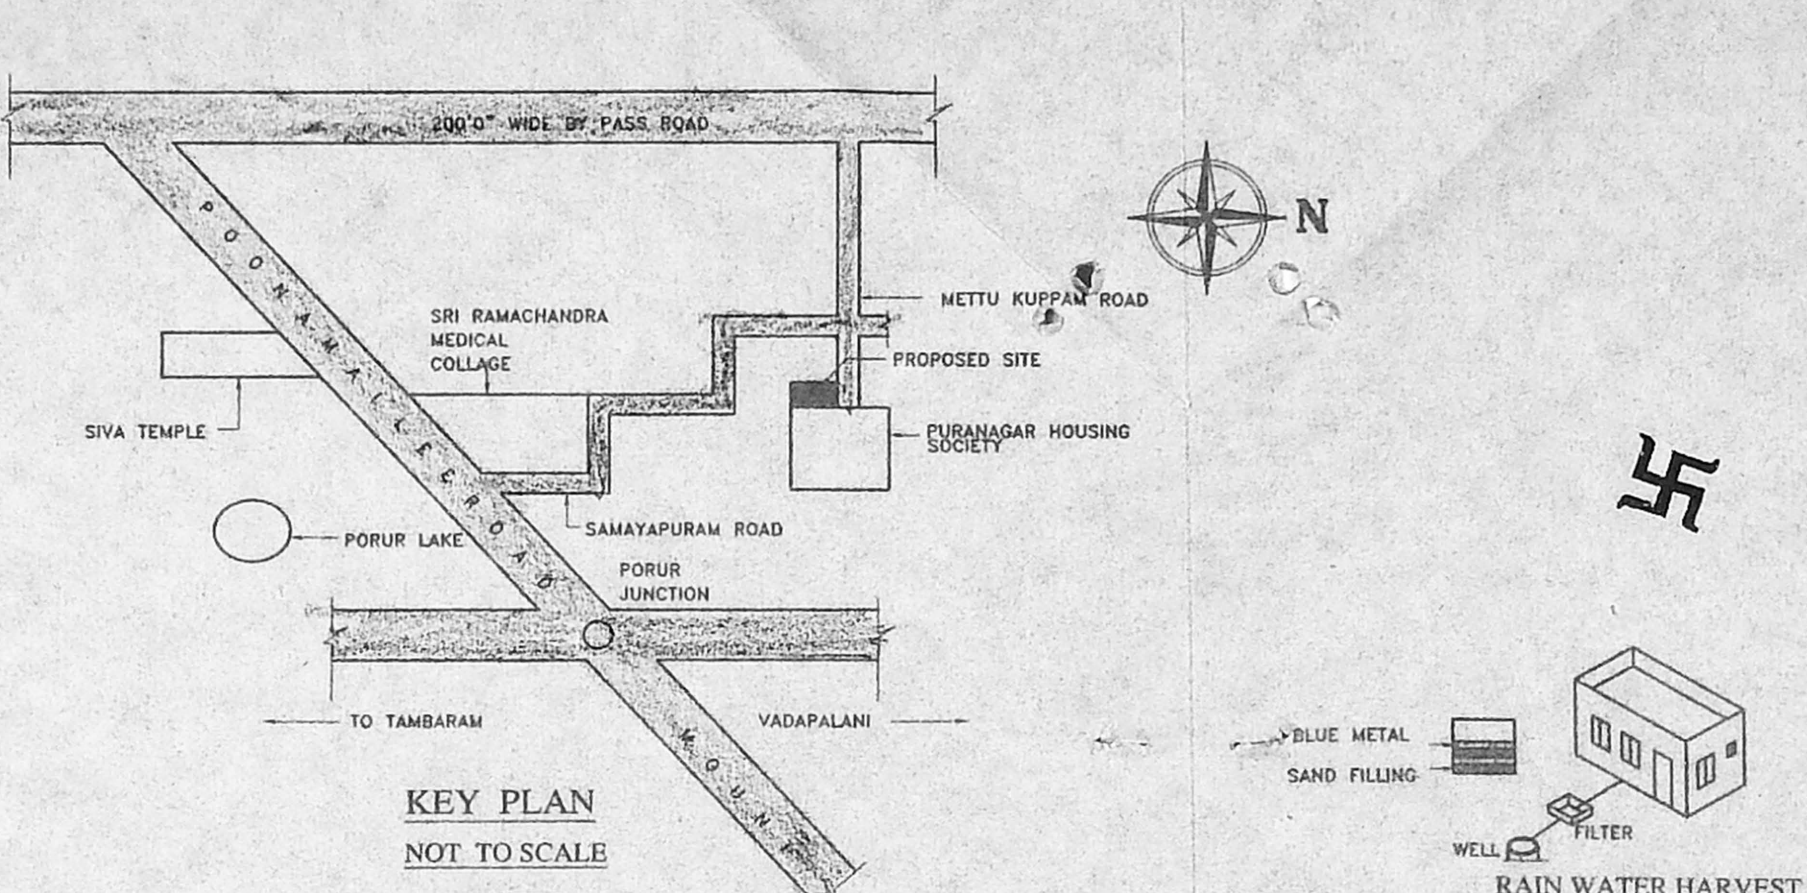 200'0" WIDE BY PASS ROAD
POONAMALLEE ROAD
N
METTU KUPPAM ROAD
SRI RAMACHANDRA
MEDICAL
COLLAGE
PROPOSED SITE
SIVA TEMPLE
PURANAGAR HOUSING
SOCIETY
SAMAYAPURAM ROAD
PORUR LAKE
PORUR
JUNCTION
TO TAMBARAM
VADAPALANI
MOUNT
KEY PLAN
NOT TO SCALE
BLUE METAL
SAND FILLING
FILTER
WELL
RAIN WATER HARVEST